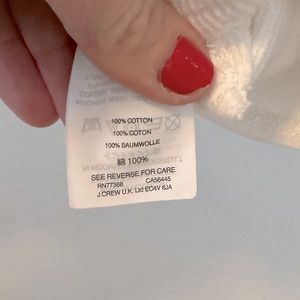 100% COTTON
100% COTON
100% BAUMWOLLE
綿 100%
SEE REVERSE FOR CARE
RN77388 CA56445
J.CREW U.K. Ltd EC4V 6JA